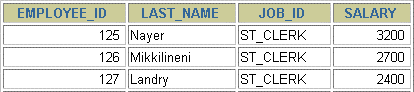 EMPLOYEE_ID LAST_NAME JOB_ID SALARY
125 Nayer ST_CLERK 3200
126 Mikkilineni ST_CLERK 2700
127 Landry ST_CLERK 2400